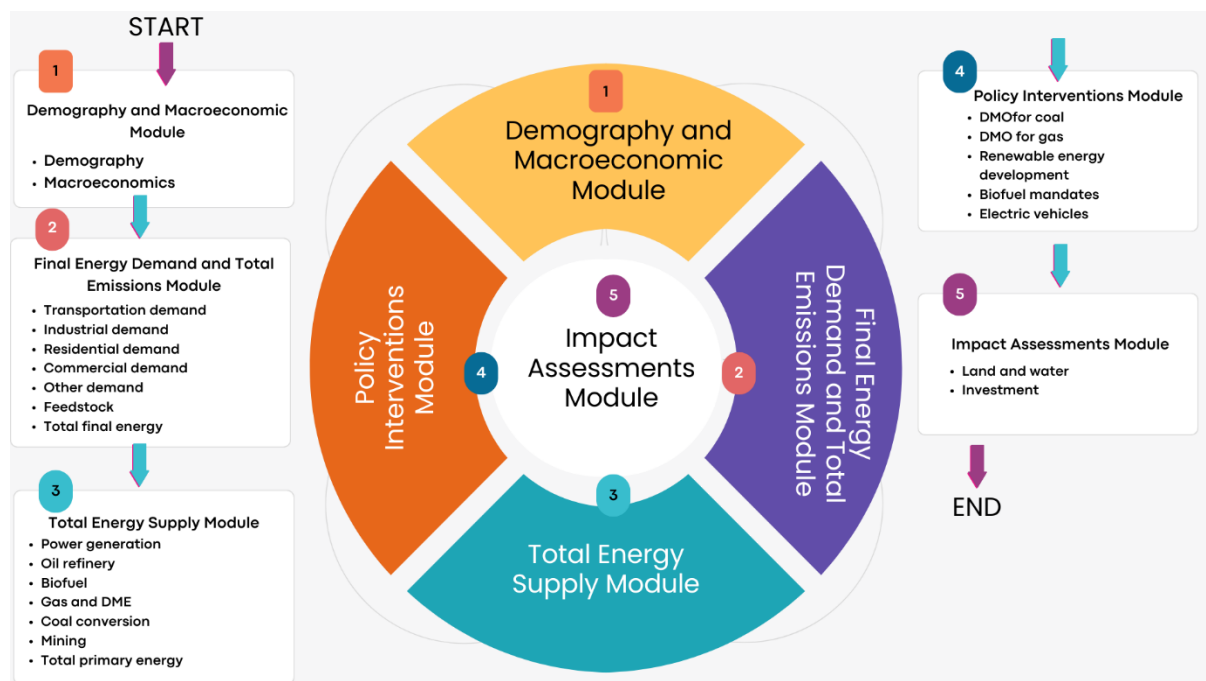 START
1
Demography and Macroeconomic
Module
• Demography
• Macroeconomics
2
Final Energy Demand and Total
Emissions Module
• Transportation demand
• Industrial demand
• Residential demand
• Commercial demand
• Other demand
• Feedstock
• Total final energy
3
Total Energy Supply Module
• Power generation
• Oil refinery
• Biofuel
• Gas and DME
• Coal conversion
• Mining
• Total primary energy
1
Demography and
Macroeconomic
Module
2
Final Energy
Demand and Total
Emissions Module
3
Total Energy
Supply Module
4
Policy
Interventions
Module
5
Impact
Assessments
Module
4
Policy Interventions Module
• DMOfor coal
• DMO for gas
• Renewable energy
development
• Biofuel mandates
• Electric vehicles
5
Impact Assessments Module
• Land and water
• Investment
END